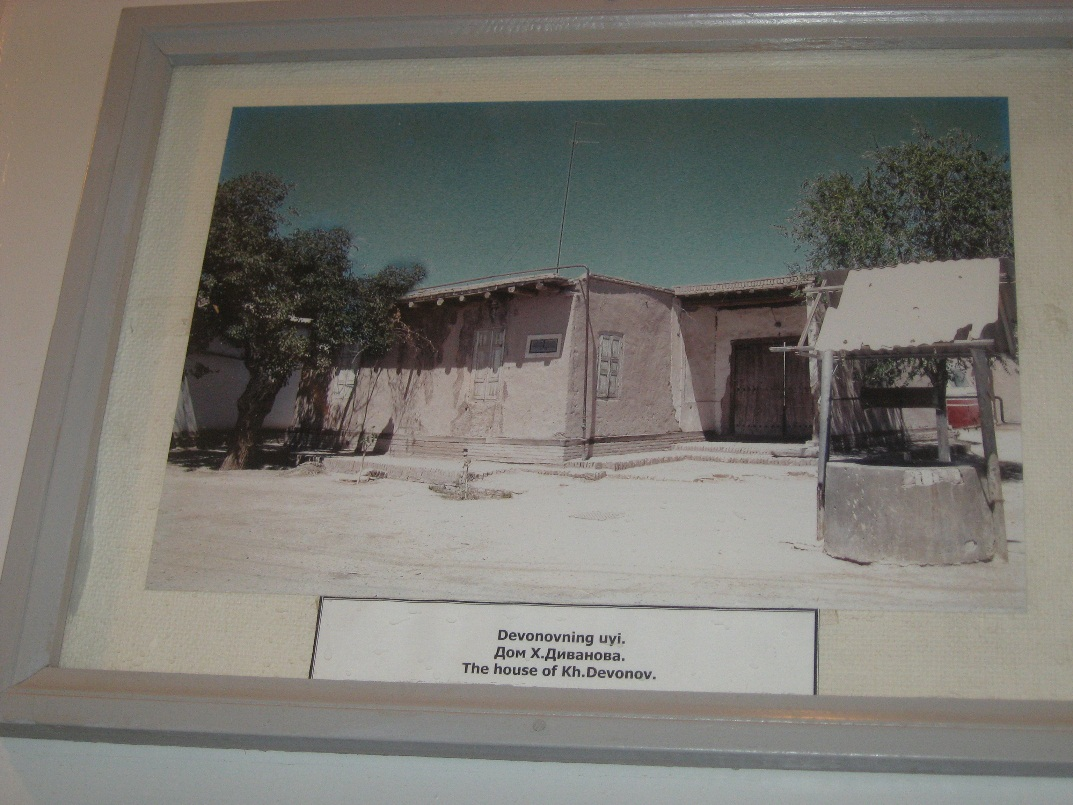 Devonovning uyi.
Дом Х.Диванова.
The house of Kh.Devonov.